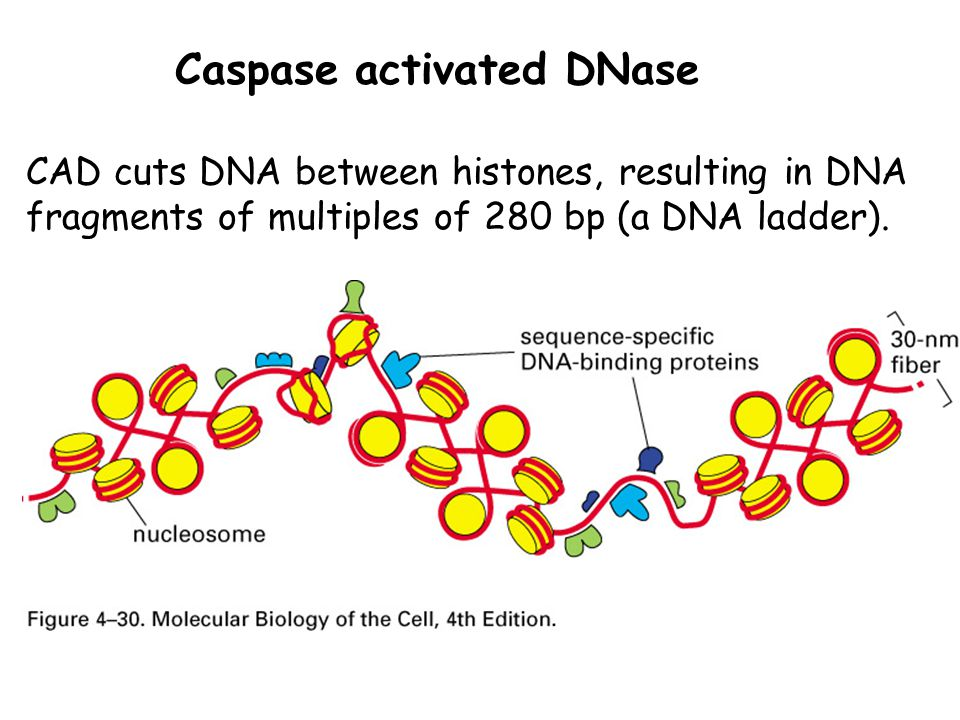 Caspase activated DNase
CAD cuts DNA between histones, resulting in DNA
fragments of multiples of 280 bp (a DNA ladder).
sequence-specific
DNA-binding proteins
30-nm
fiber
nucleosome
Figure 4–30. Molecular Biology of the Cell, 4th Edition.